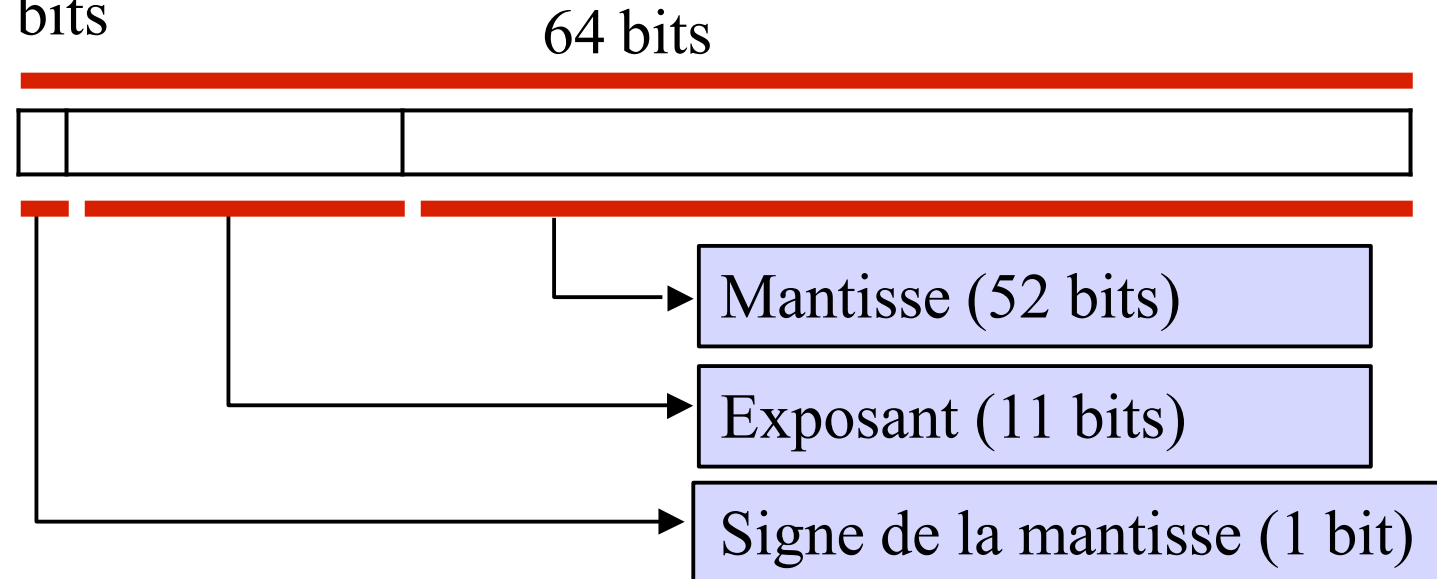 bits
64 bits
Mantisse (52 bits)
Exposant (11 bits)
Signe de la mantisse (1 bit)